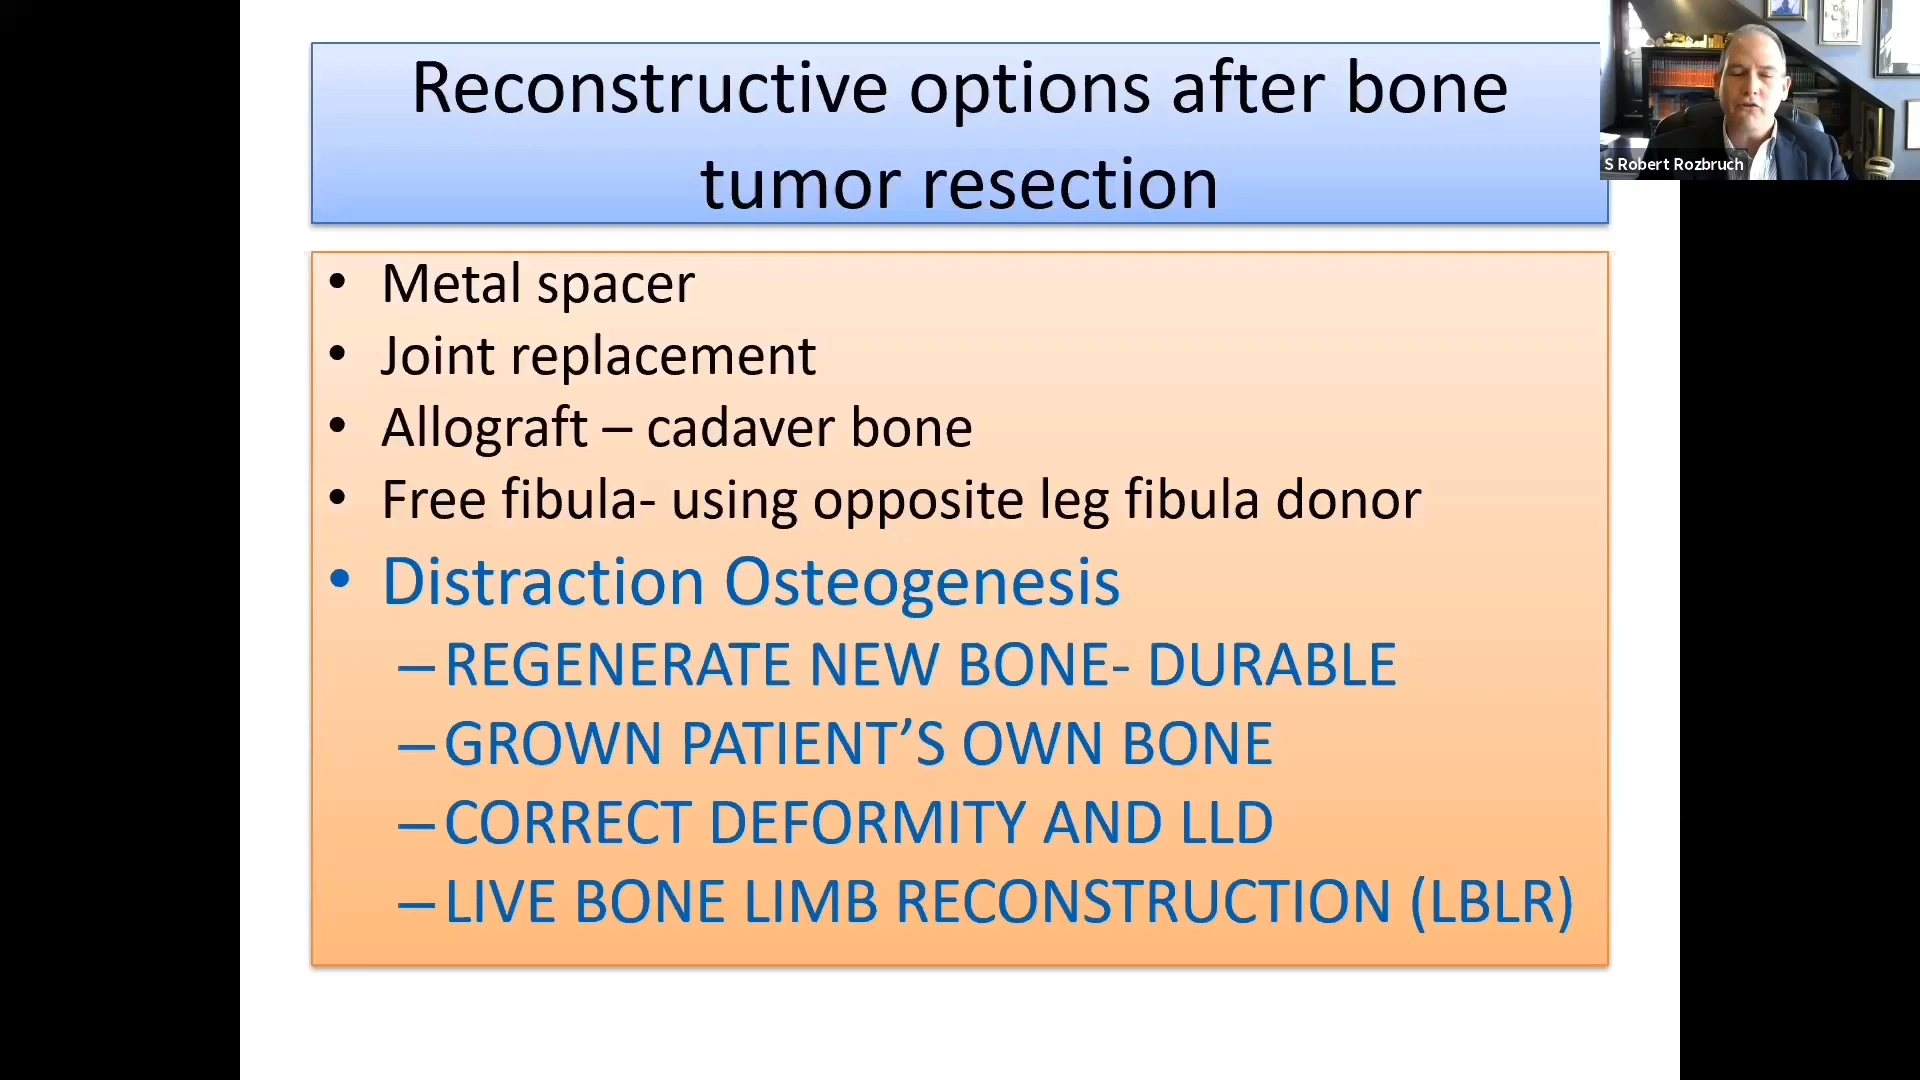 Reconstructive options after bone
tumor resection
S Robert Rozbruch
• Metal spacer
• Joint replacement
• Allograft – cadaver bone
• Free fibula- using opposite leg fibula donor
• Distraction Osteogenesis
– REGENERATE NEW BONE- DURABLE
– GROWN PATIENT’S OWN BONE
– CORRECT DEFORMITY AND LLD
– LIVE BONE LIMB RECONSTRUCTION (LBLR)